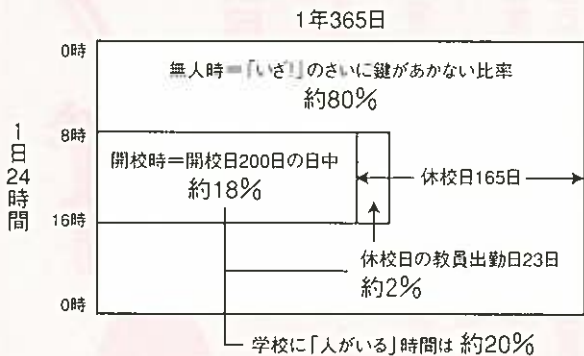 1年365日
1日24時間
0時
無人時=「いざ!」のさいに鍵があかない比率
約80%
8時
開校時=開校日200日の日中
約18%
休校日165日
16時
休校日の教員出勤日23日
約2%
0時
学校に「人がいる」時間は 約20%